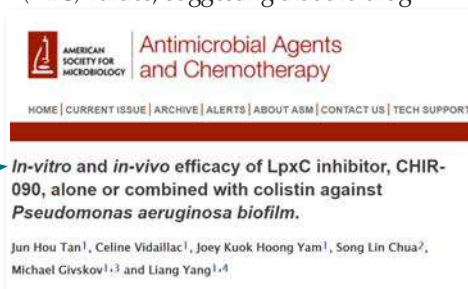 AMERICAN
SOCIETY FOR
MICROBIOLOGY
Antimicrobial Agents
and Chemotherapy
HOME | CURRENT ISSUE | ARCHIVE | ALERTS | ABOUT ASM | CONTACT US | TECH SUPPORT
In-vitro and in-vivo efficacy of LpxC inhibitor, CHIR-
090, alone or combined with colistin against
Pseudomonas aeruginosa biofilm.
Jun Hou Tan1, Celine Vidaillac1, Joey Kuok Hoong Yam1, Song Lin Chua2,
Michael Givskov1,3 and Liang Yang1,4